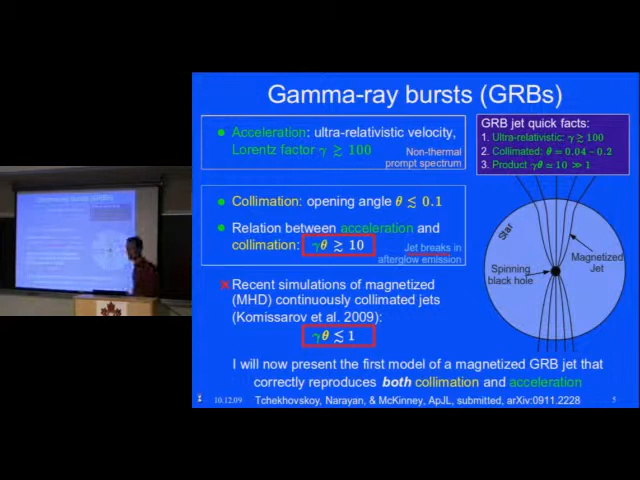 Gamma-ray bursts (GRBs)
Acceleration: ultra-relativistic velocity,
Lorentz factor γ ≳ 100
Non-thermal
prompt spectrum
GRB jet quick facts:
1. Ultra-relativistic: γ ≳ 100
2. Collimated: θ = 0.04 – 0.2
3. Product γθ = 10 ≫ 1
Collimation: opening angle θ ≲ 0.1
Relation between acceleration and
collimation: γθ ≳ 10
Jet breaks in
afterglow emission
Star
Spinning
black hole
Magnetized
Jet
Recent simulations of magnetized
(MHD) continuously collimated jets
(Komissarov et al. 2009):
γθ ≲ 1
I will now present the first model of a magnetized GRB jet that
correctly reproduces both collimation and acceleration
10.12.09 Tchekhovskoy, Narayan, & McKinney, ApJL, submitted, arXiv:0911.2228 5